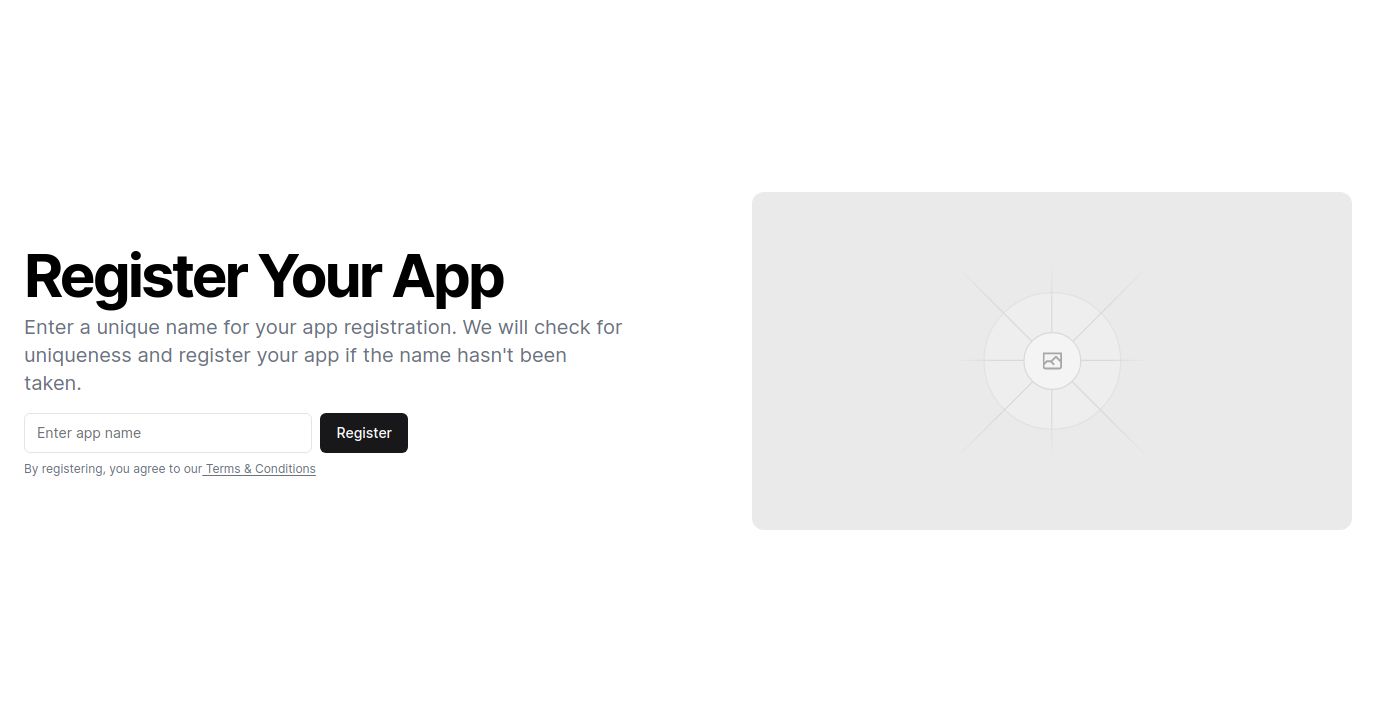 Register Your App
Enter a unique name for your app registration. We will check for
uniqueness and register your app if the name hasn't been
taken.
Enter app name
Register
By registering, you agree to our Terms & Conditions